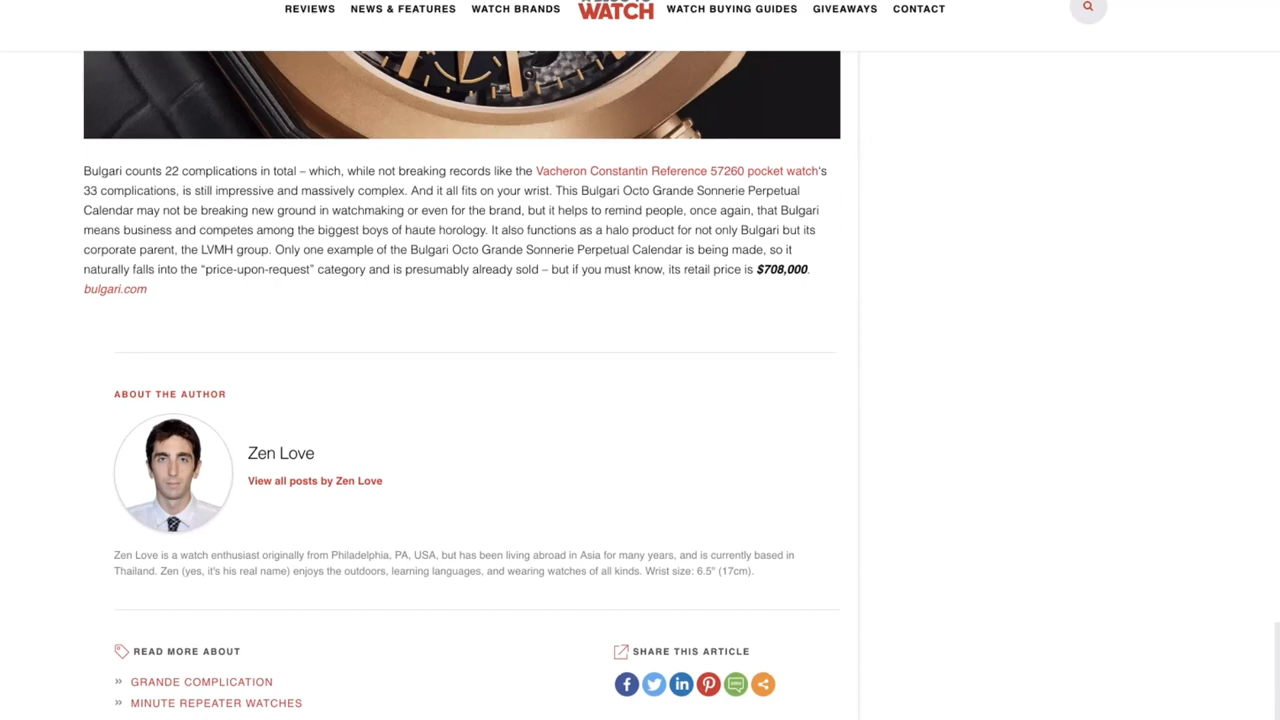 REVIEWS NEWS & FEATURES WATCH BRANDS WATCH WATCH BUYING GUIDES GIVEAWAYS CONTACT
Bulgari counts 22 complications in total – which, while not breaking records like the Vacheron Constantin Reference 57260 pocket watch's
33 complications, is still impressive and massively complex. And it all fits on your wrist. This Bulgari Octo Grande Sonnerie Perpetual
Calendar may not be breaking new ground in watchmaking or even for the brand, but it helps to remind people, once again, that Bulgari
means business and competes among the biggest boys of haute horology. It also functions as a halo product for not only Bulgari but its
corporate parent, the LVMH group. Only one example of the Bulgari Octo Grande Sonnerie Perpetual Calendar is being made, so it
naturally falls into the “price-upon-request” category and is presumably already sold – but if you must know, its retail price is $708,000.
bulgari.com
ABOUT THE AUTHOR
Zen Love
View all posts by Zen Love
Zen Love is a watch enthusiast originally from Philadelphia, PA, USA, but has been living abroad in Asia for many years, and is currently based in
Thailand. Zen (yes, it's his real name) enjoys the outdoors, learning languages, and wearing watches of all kinds. Wrist size: 6.5" (17cm).
READ MORE ABOUT
SHARE THIS ARTICLE
» GRANDE COMPLICATION
» MINUTE REPEATER WATCHES